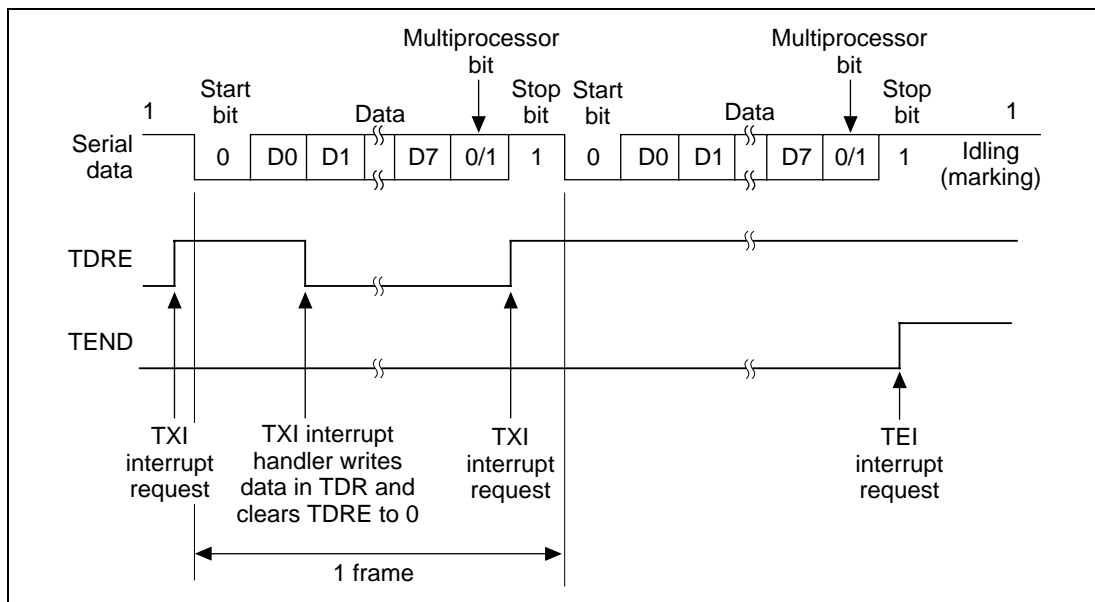 Multiprocessor
bit
Multiprocessor
bit
1
Start
bit
Data
Stop
bit
Start
bit
Data
Stop
bit
1
Serial
data
0
D0
D1
D7
0/1
1
0
D0
D1
D7
0/1
1
Idling
(marking)
TDRE
TEND
TXI
interrupt
request
TXI interrupt
handler writes
data in TDR and
clears TDRE to 0
TXI
interrupt
request
TEI
interrupt
request
1 frame